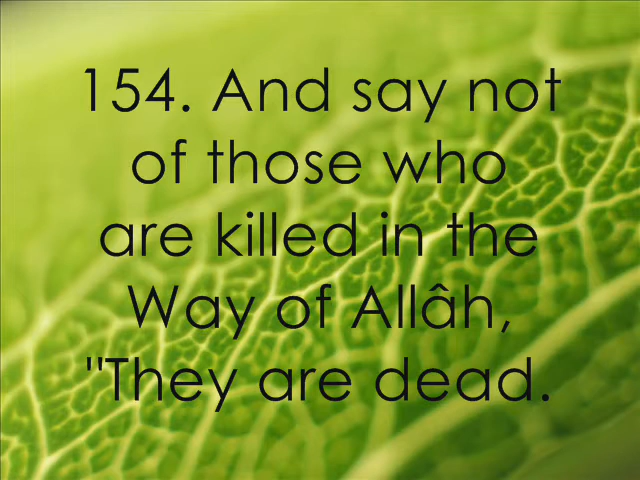 154. And say not
of those who
are killed in the
Way of Allâh,
"They are dead.